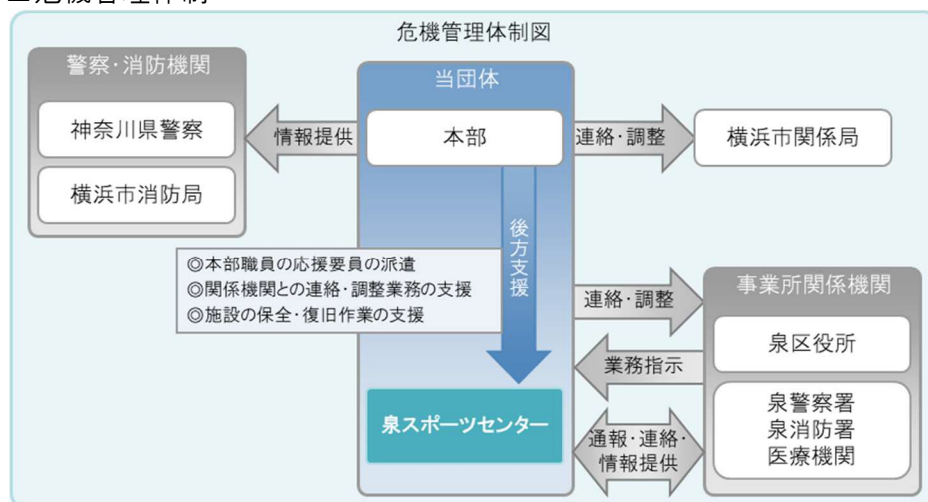 危機管理体制図
警察・消防機関
神奈川県警察
横浜市消防局
情報提供
当団体
本部
連絡・調整
横浜市関係局
後方支援
◎本部職員の応援要員の派遣
◎関係機関との連絡・調整業務の支援
◎施設の保全・復旧作業の支援
泉スポーツセンター
連絡・調整
業務指示
通報・連絡・
情報提供
事業所関係機関
泉区役所
泉警察署
泉消防署
医療機関